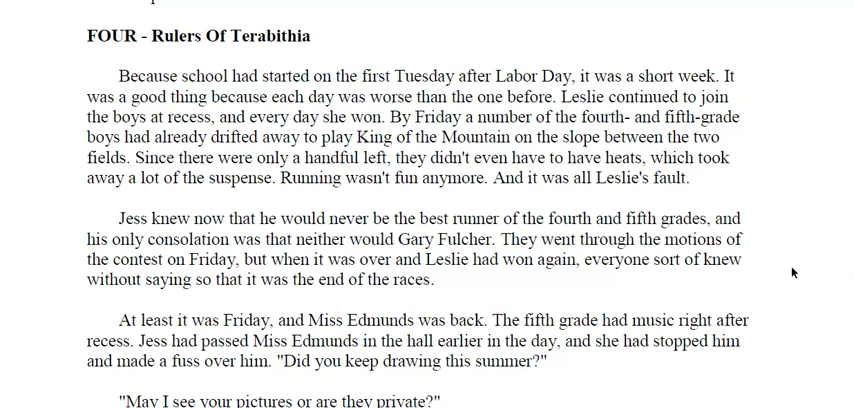 FOUR - Rulers Of Terabithia
Because school had started on the first Tuesday after Labor Day, it was a short week. It
was a good thing because each day was worse than the one before. Leslie continued to join
the boys at recess, and every day she won. By Friday a number of the fourth- and fifth-grade
boys had already drifted away to play King of the Mountain on the slope between the two
fields. Since there were only a handful left, they didn't even have to have heats, which took
away a lot of the suspense. Running wasn't fun anymore. And it was all Leslie's fault.
Jess knew now that he would never be the best runner of the fourth and fifth grades, and
his only consolation was that neither would Gary Fulcher. They went through the motions of
the contest on Friday, but when it was over and Leslie had won again, everyone sort of knew
without saying so that it was the end of the races.
At least it was Friday, and Miss Edmunds was back. The fifth grade had music right after
recess. Jess had passed Miss Edmunds in the hall earlier in the day, and she had stopped him
and made a fuss over him. "Did you keep drawing this summer?"
"May I see your pictures or are they private?"